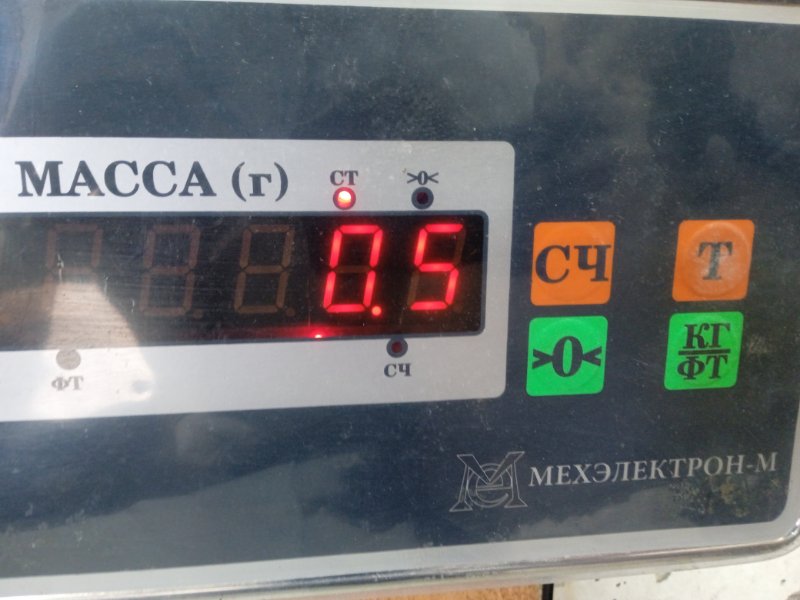 МАССА (г)
СТ
>0<
0.5
ФТ
СЧ
СЧ
Т
>0<
КГ
ФТ
МЕХЭЛЕКТРОН-М